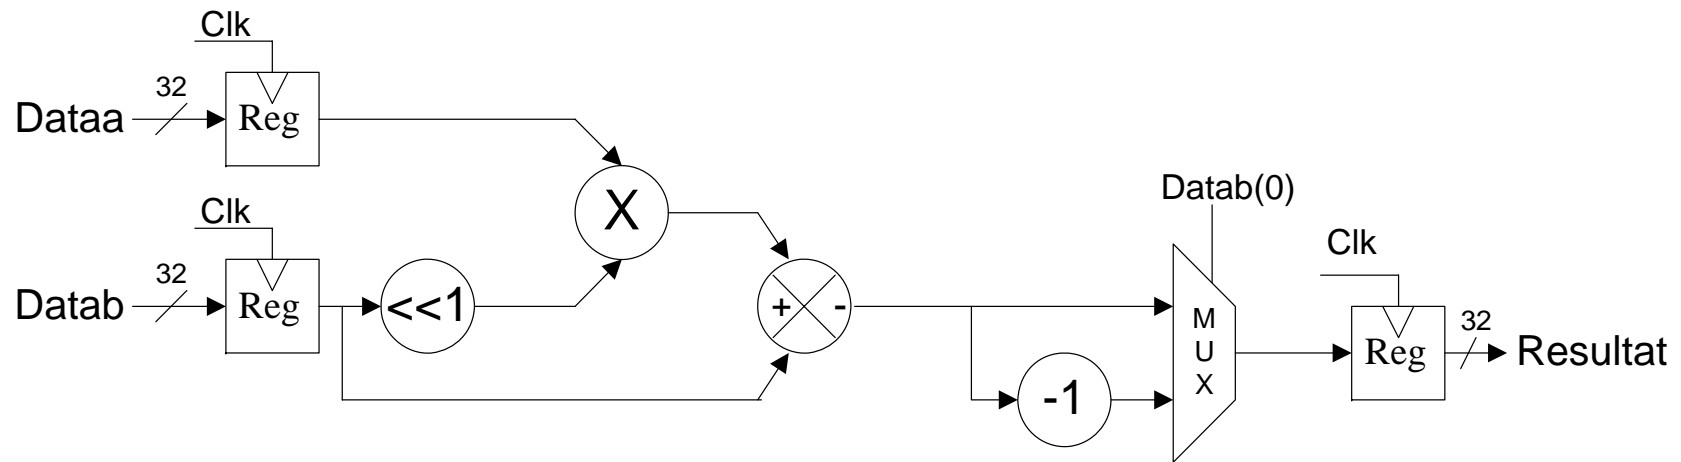 Clk
32
Dataa
Reg
X
Clk
32
Datab
Reg
<<1
+ -
-1
Datab(0)
M
U
X
Clk
Reg
32
Resultat